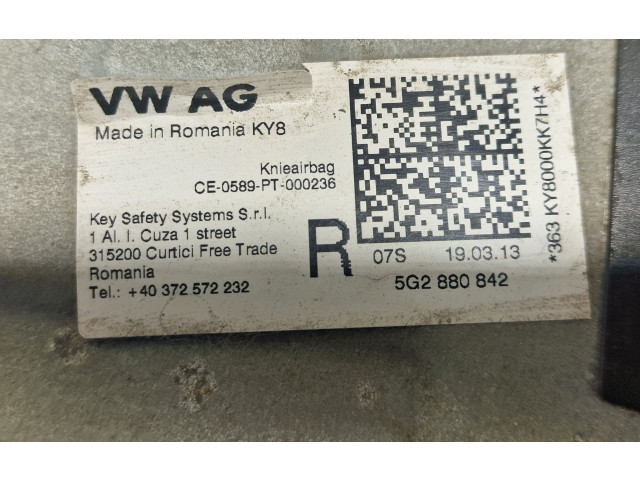 VW AG
Made in Romania KY8
Knieairbag
CE-0589-PT-000236
Key Safety Systems S.r.l.
1 Al. I. Cuza 1 street
315200 Curtici Free Trade
Romania
Tel.: +40 372 572 232
R
07S 19.03.13
5G2 880 842
*363 KY8000KK7H4*